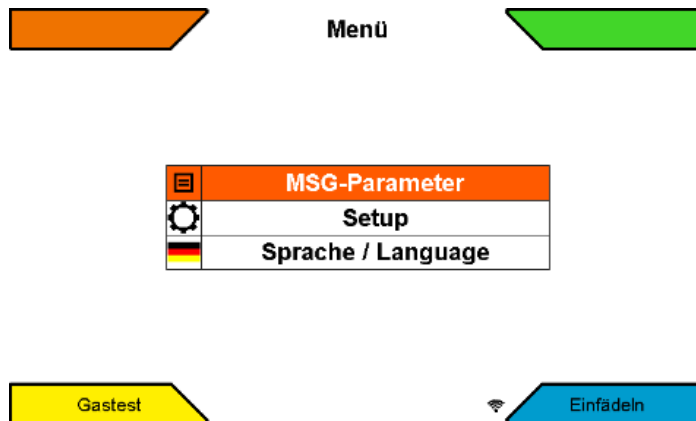 Menü
MSG-Parameter
Setup
Sprache / Language
Gastest
Einfädeln